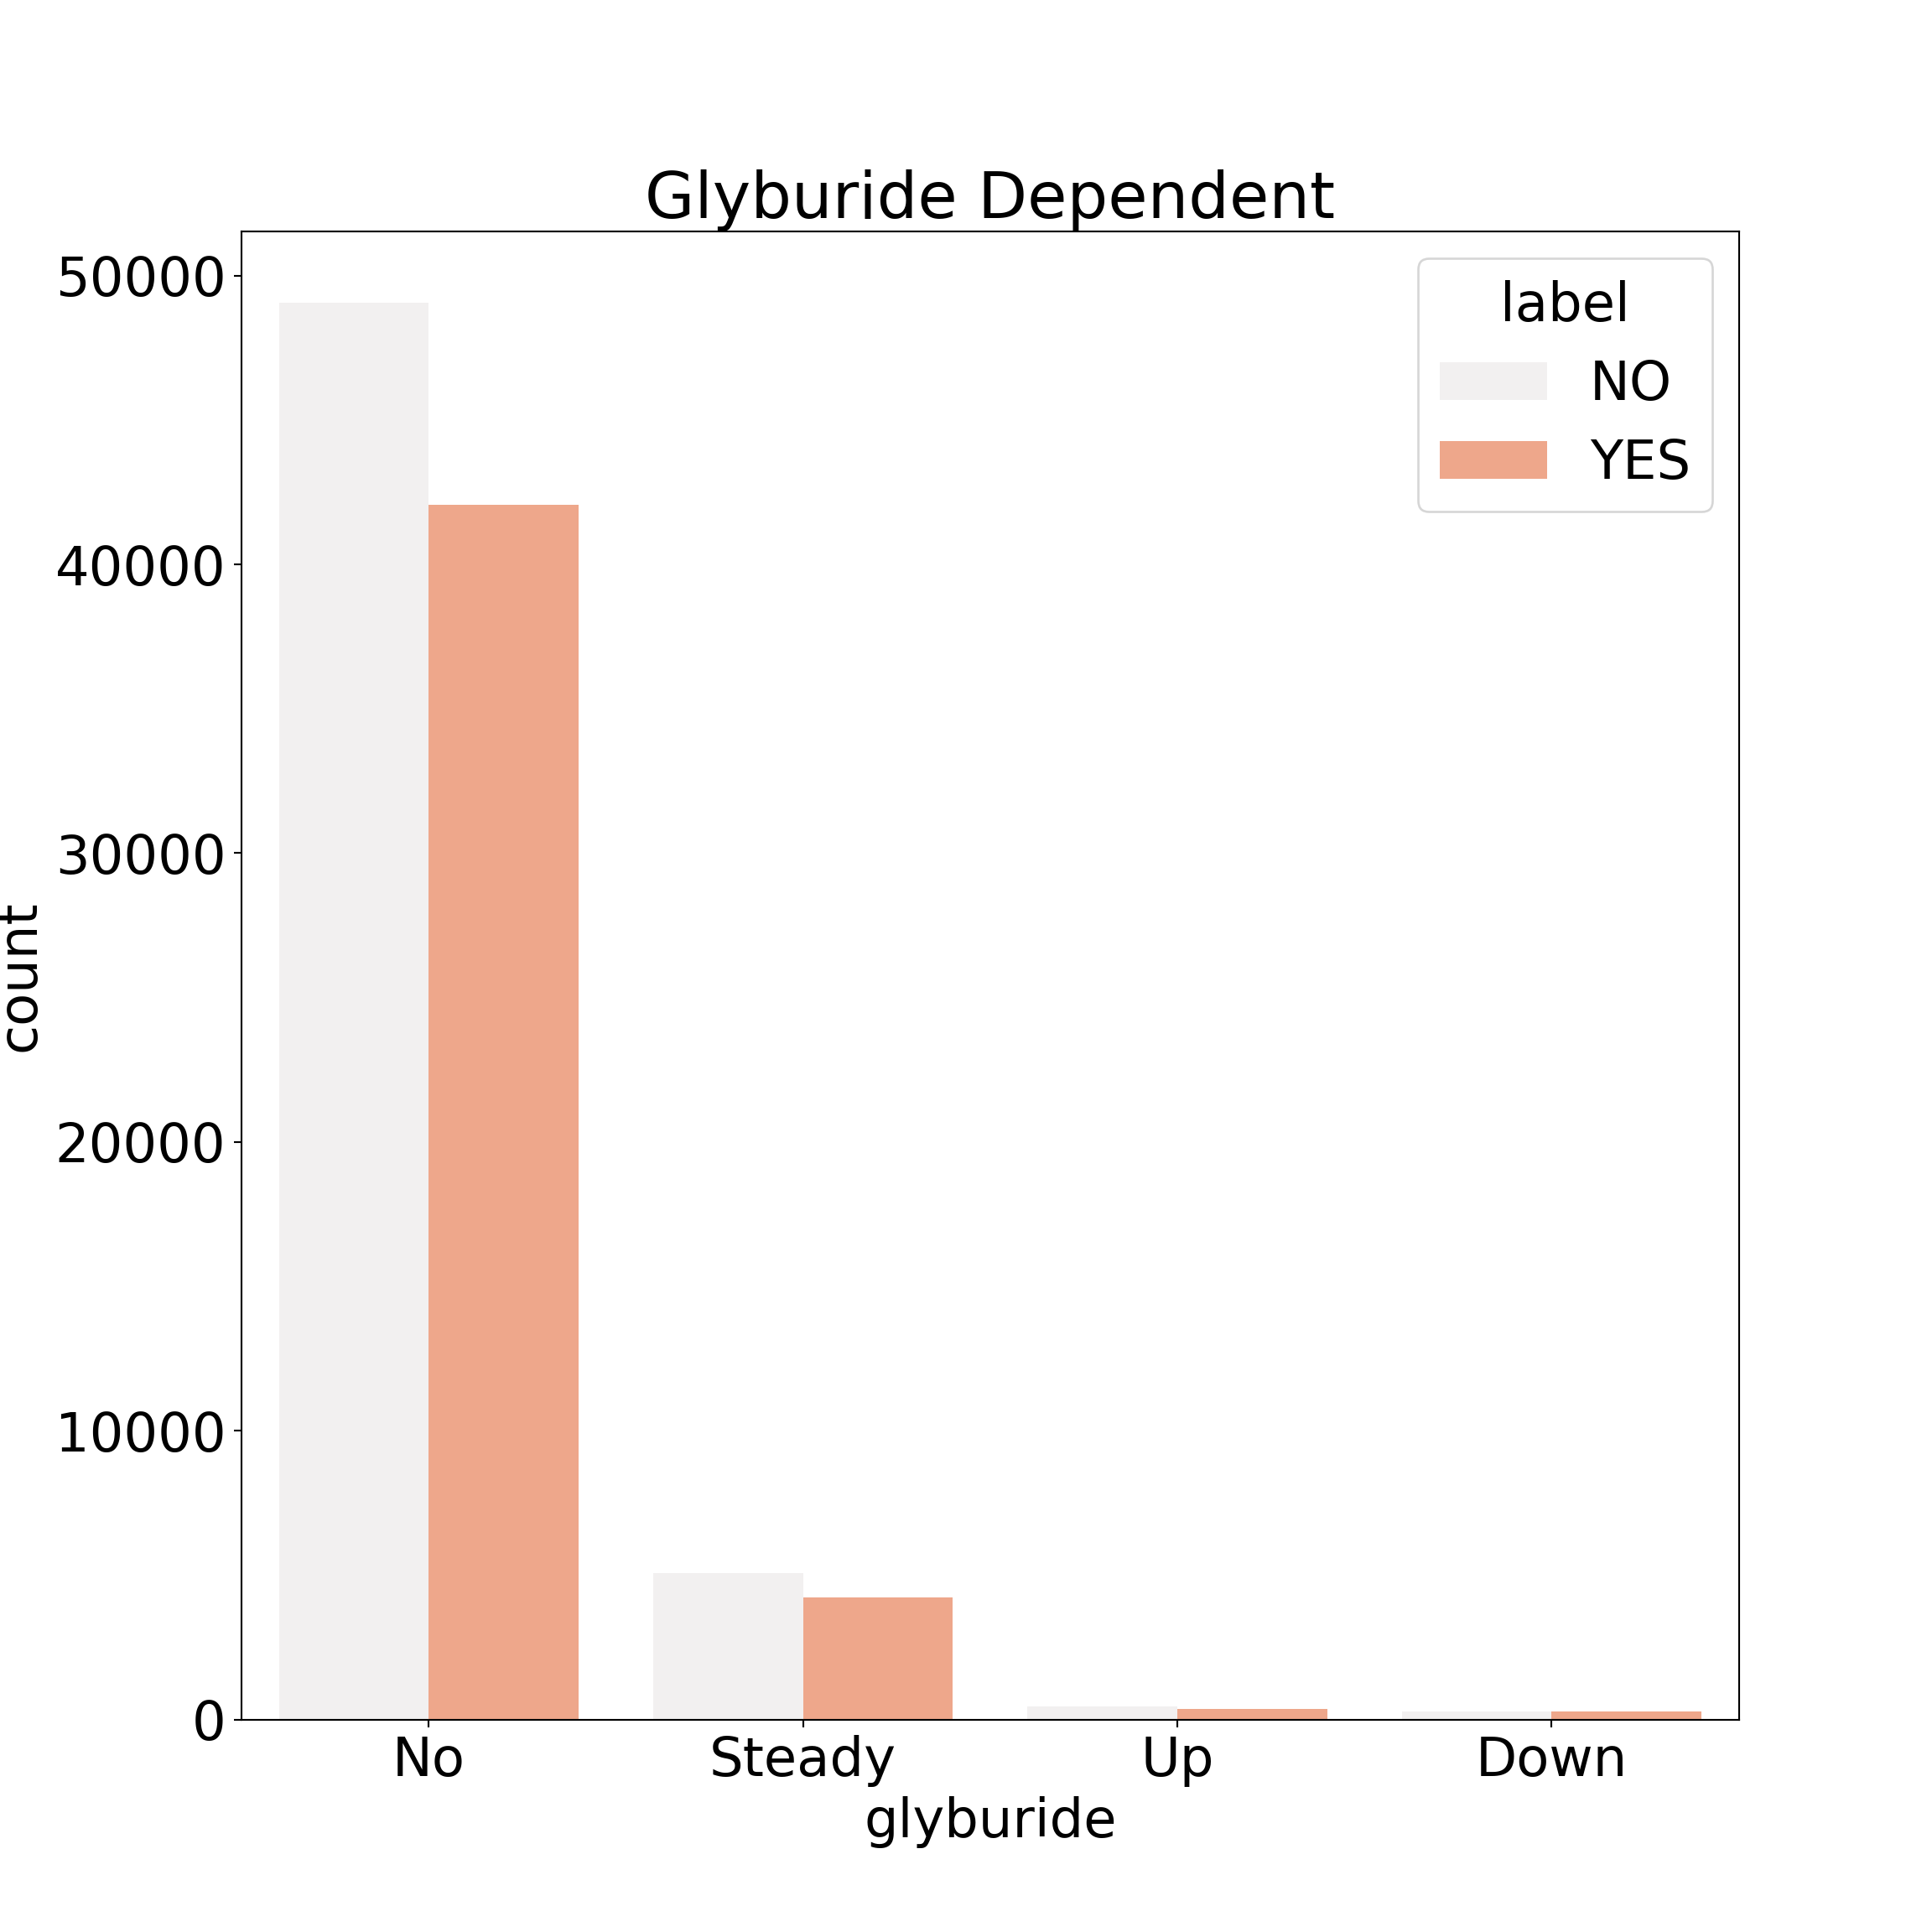 Glyburide Dependent
label
NO
YES
50000
40000
30000
20000
10000
0
count
No Steady Up Down
glyburide